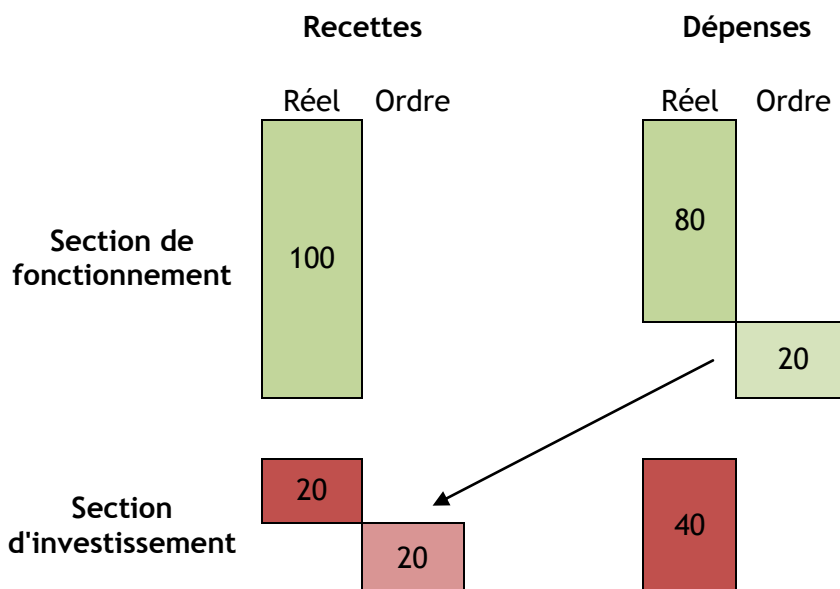 Recettes Dépenses
Réel Ordre Réel Ordre
80
Section de
fonctionnement
100
20
20
Section
d'investissement
40
20